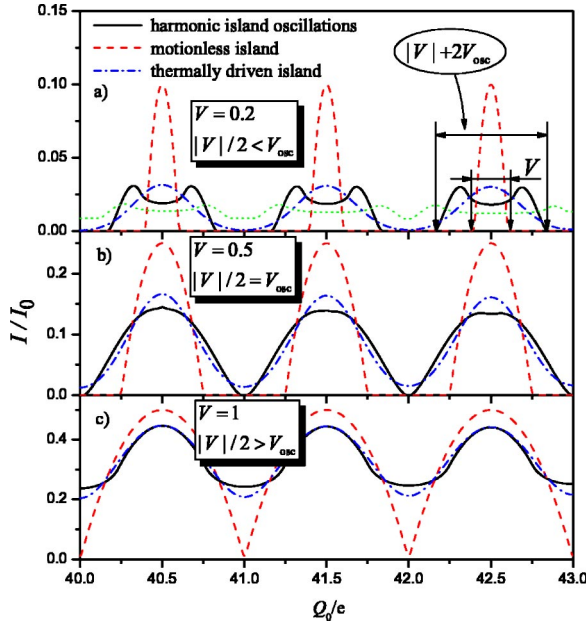 harmonic island oscillations
motionless island
thermally driven island
|V|+2V_osc
0.15
0.10
0.05
0.00
a)
V = 0.2
|V|/2 < V_osc
V
b)
V = 0.5
|V|/2 = V_osc
0.2
0.1
0.0
I / I_0
c)
V = 1
|V|/2 > V_osc
0.4
0.2
0.0
40.0 40.5 41.0 41.5 42.0 42.5 43.0
Q_0/e